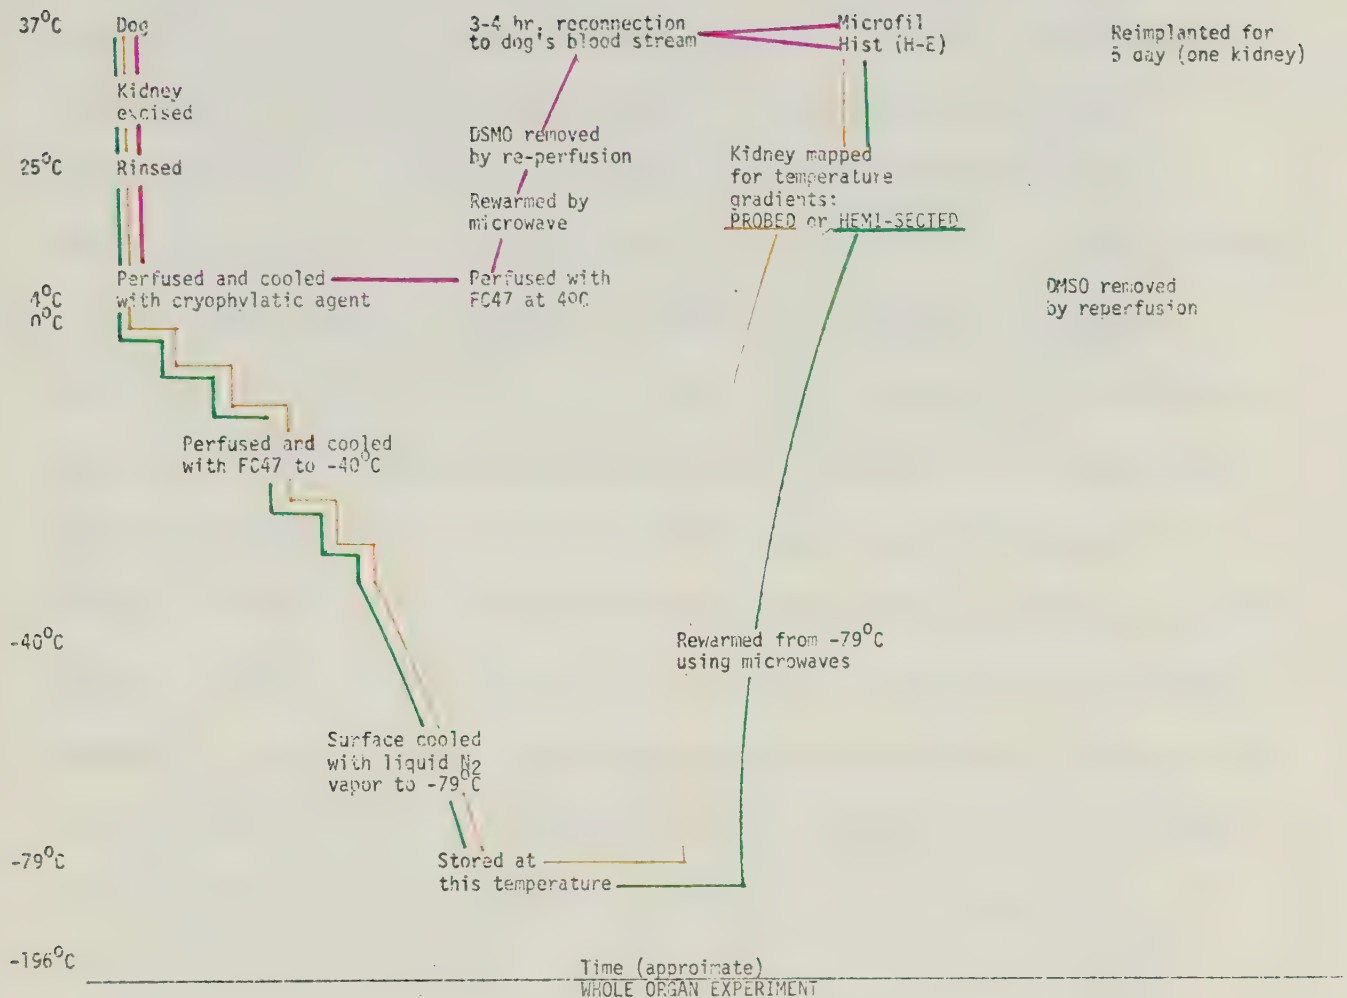 37°C
Dog
3-4 hr. reconnection
to dog's blood stream
Microfil
Hist (H-E)
Reimplanted for
5 day (one kidney)
Kidney
excised
DSMO removed
by re-perfusion
Kidney mapped
for temperature
gradients:
PROBED or HEMI-SECTED
25°C
Rinsed
Rewarmed by
microwave
Perfused and cooled
with cryophylatic agent
Perfused with
FC47 at 4°C
DMSO removed
by reperfusion
4°C
0°C
Perfused and cooled
with FC47 to -40°C
-40°C
Rewarmed from -79°C
using microwaves
Surface cooled
with liquid N2
vapor to -79°C
-79°C
Stored at
this temperature
-196°C
Time (approimate)
WHOLE ORGAN EXPERIMENT